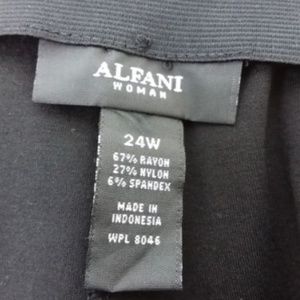 ALFANI
WOMAN
24W
67% RAYON
27% NYLON
6% SPANDEX
MADE IN
INDONESIA
WPL 8046